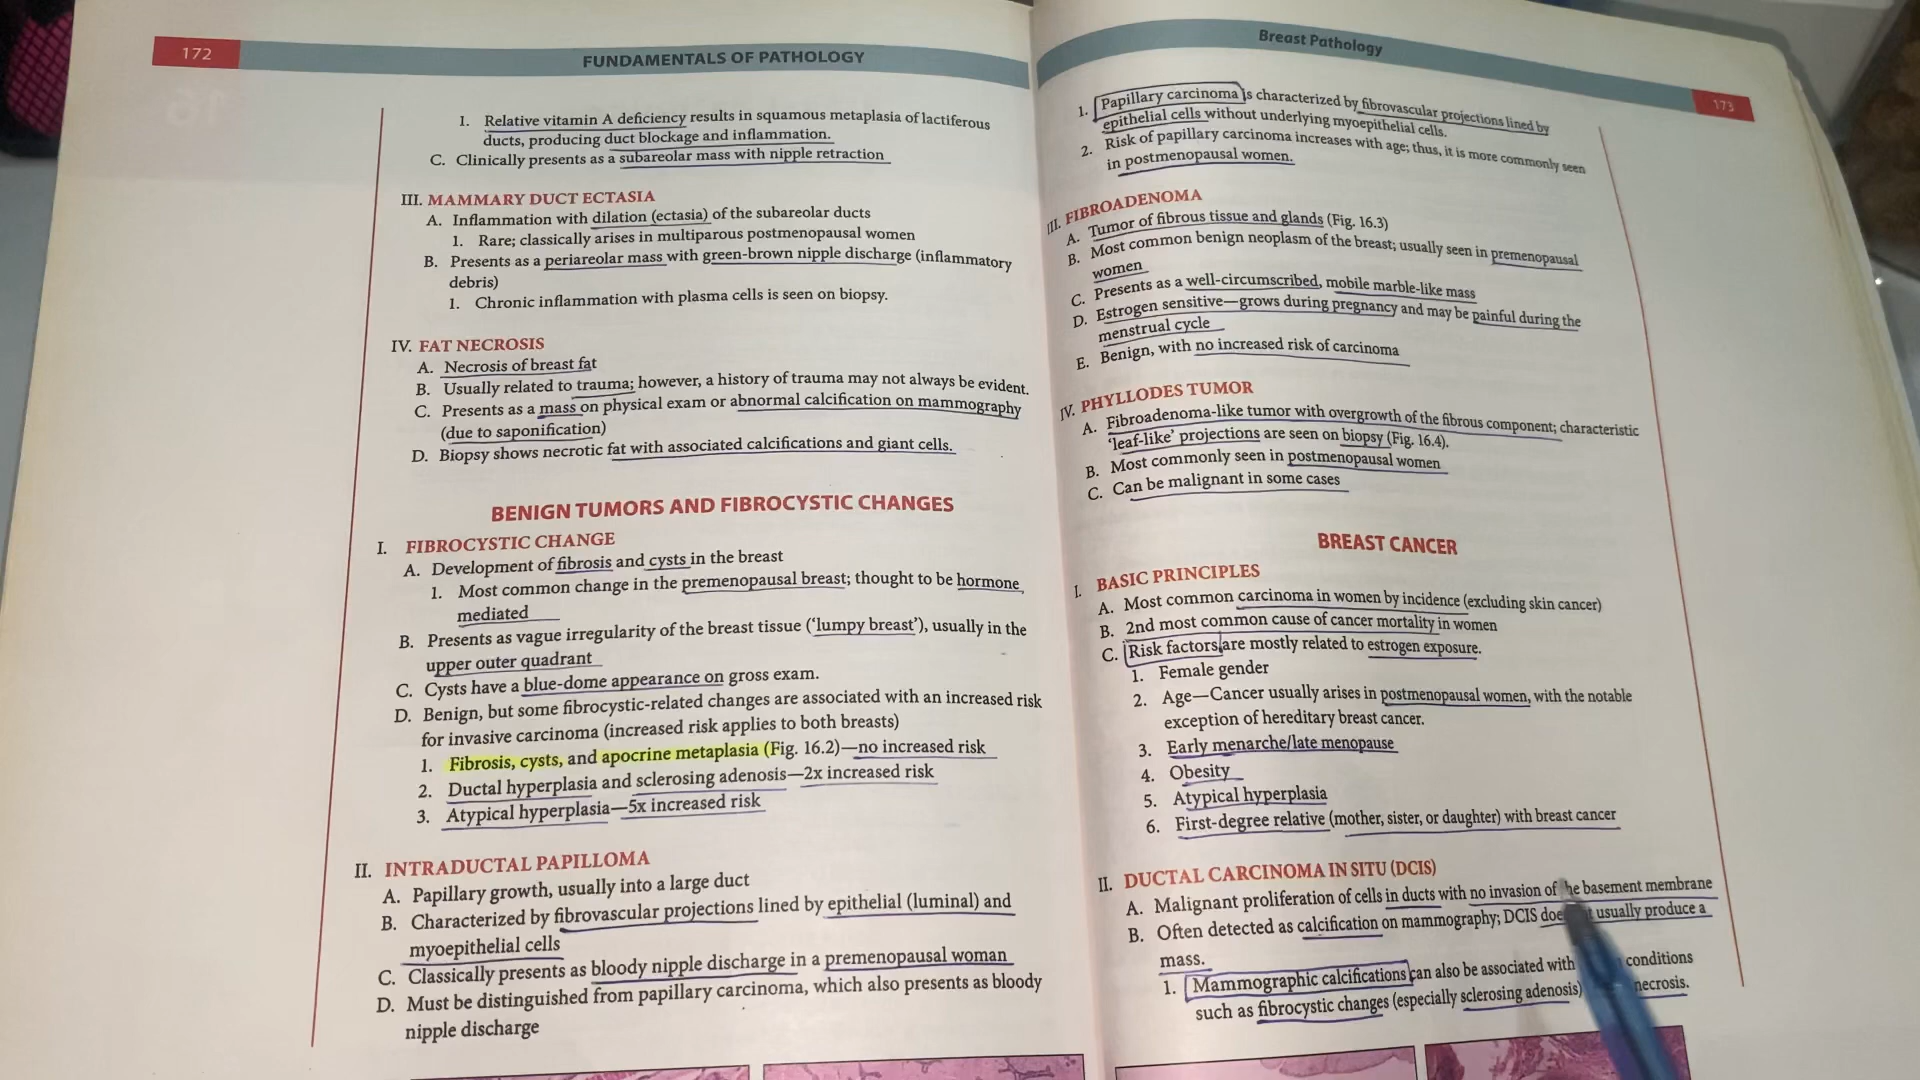 172
FUNDAMENTALS OF PATHOLOGY
1. Relative vitamin A deficiency results in squamous metaplasia of lactiferous
ducts, producing duct blockage and inflammation.
C. Clinically presents as a subareolar mass with nipple retraction
III. MAMMARY DUCT ECTASIA
A. Inflammation with dilation (ectasia) of the subareolar ducts
1. Rare; classically arises in multiparous postmenopausal women
B. Presents as a periareolar mass with green-brown nipple discharge (inflammatory
debris)
1. Chronic inflammation with plasma cells is seen on biopsy.
IV. FAT NECROSIS
A. Necrosis of breast fat
B. Usually related to trauma; however, a history of trauma may not always be evident.
C. Presents as a mass on physical exam or abnormal calcification on mammography
(due to saponification)
D. Biopsy shows necrotic fat with associated calcifications and giant cells.
BENIGN TUMORS AND FIBROCYSTIC CHANGES
I. FIBROCYSTIC CHANGE
A. Development of fibrosis and cysts in the breast
1. Most common change in the premenopausal breast; thought to be hormone
mediated
B. Presents as vague irregularity of the breast tissue ('lumpy breast'), usually in the
upper outer quadrant
C. Cysts have a blue-dome appearance on gross exam.
D. Benign, but some fibrocystic-related changes are associated with an increased risk
for invasive carcinoma (increased risk applies to both breasts)
1. Fibrosis, cysts, and apocrine metaplasia (Fig. 16.2)—no increased risk
2. Ductal hyperplasia and sclerosing adenosis—2x increased risk
3. Atypical hyperplasia—5x increased risk
II. INTRADUCTAL PAPILLOMA
A. Papillary growth, usually into a large duct
B. Characterized by fibrovascular projections lined by epithelial (luminal) and
myoepithelial cells
C. Classically presents as bloody nipple discharge in a premenopausal woman
D. Must be distinguished from papillary carcinoma, which also presents as bloody
nipple discharge
Breast Pathology
173
1. Papillary carcinoma is characterized by fibrovascular projections lined by
epithelial cells without underlying myoepithelial cells.
2. Risk of papillary carcinoma increases with age; thus, it is more commonly seen
in postmenopausal women.
III. FIBROADENOMA
A. Tumor of fibrous tissue and glands (Fig. 16.3)
B. Most common benign neoplasm of the breast; usually seen in premenopausal
women
C. Presents as a well-circumscribed, mobile marble-like mass
D. Estrogen sensitive—grows during pregnancy and may be painful during the
menstrual cycle
E. Benign, with no increased risk of carcinoma
IV. PHYLLODES TUMOR
A. Fibroadenoma-like tumor with overgrowth of the fibrous component; characteristic
'leaf-like' projections are seen on biopsy (Fig. 16.4).
B. Most commonly seen in postmenopausal women
C. Can be malignant in some cases
BREAST CANCER
I. BASIC PRINCIPLES
A. Most common carcinoma in women by incidence (excluding skin cancer)
B. 2nd most common cause of cancer mortality in women
C. Risk factors are mostly related to estrogen exposure.
1. Female gender
2. Age—Cancer usually arises in postmenopausal women, with the notable
exception of hereditary breast cancer.
3. Early menarche/late menopause
4. Obesity
5. Atypical hyperplasia
6. First-degree relative (mother, sister, or daughter) with breast cancer
II. DUCTAL CARCINOMA IN SITU (DCIS)
A. Malignant proliferation of cells in ducts with no invasion of he basement membrane
B. Often detected as calcification on mammography; DCIS doe usually produce a
mass.
1. Mammographic calcifications can also be associated with conditions
such as fibrocystic changes (especially sclerosing adenosis) necrosis.